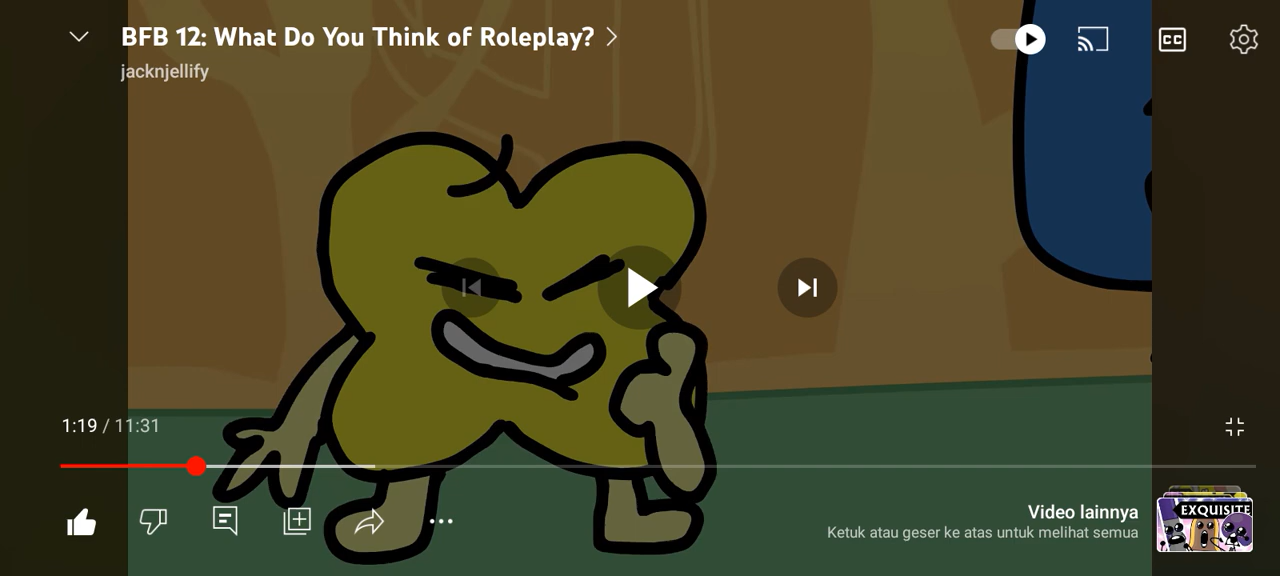 BFB 12: What Do You Think of Roleplay?
jacknjellify
CC
1:19 / 11:31
Video lainnya
Ketuk atau geser ke atas untuk melihat semua
EXQUISITE